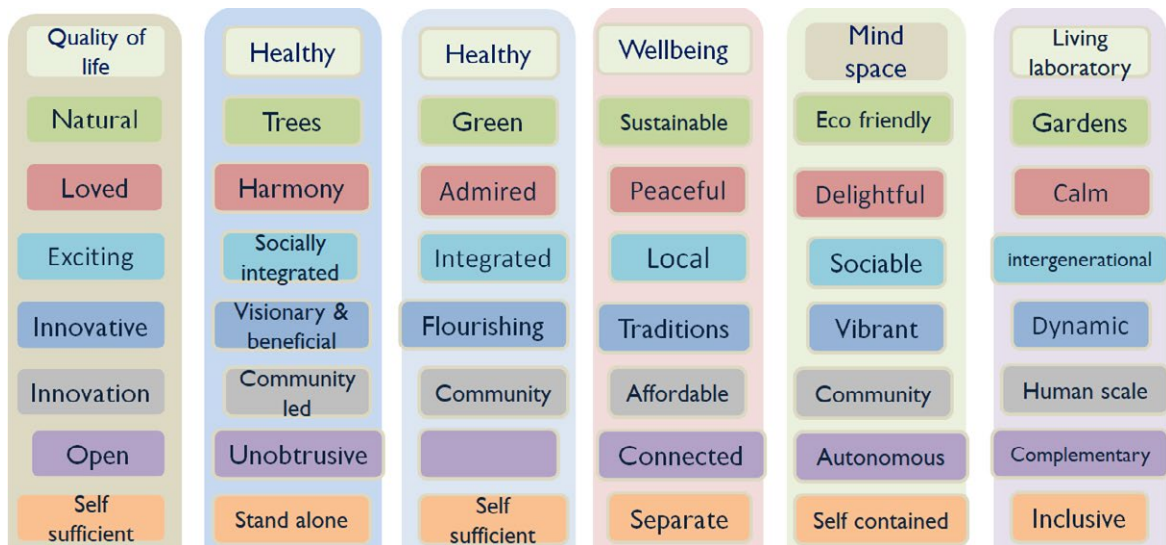 Quality of
life
Natural
Loved
Exciting
Innovative
Innovation
Open
Self
sufficient
Healthy
Trees
Harmony
Socially
integrated
Visionary &
beneficial
Community
led
Unobtrusive
Stand alone
Healthy
Green
Admired
Integrated
Flourishing
Community
Self
sufficient
Wellbeing
Sustainable
Peaceful
Local
Traditions
Affordable
Connected
Separate
Mind
space
Eco friendly
Delightful
Sociable
Vibrant
Community
Autonomous
Self contained
Living
laboratory
Gardens
Calm
intergenerational
Dynamic
Human scale
Complementary
Inclusive